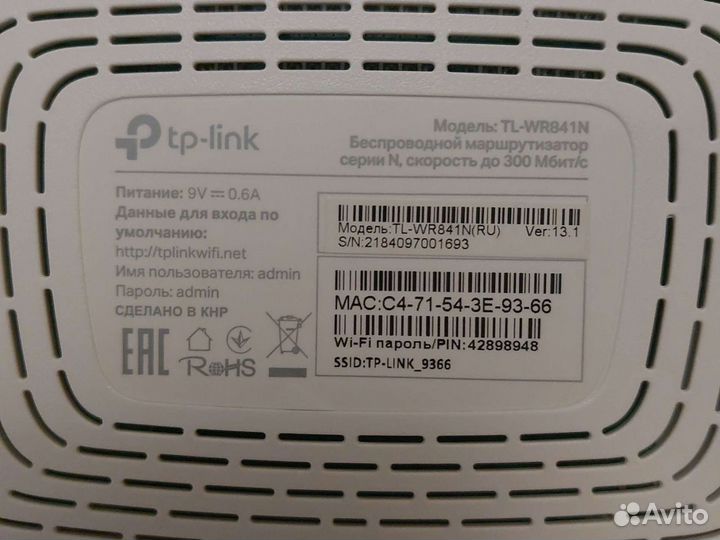 tp-link
Модель: TL-WR841N
Беспроводной маршрутизатор
серии N, скорость до 300 Мбит/с
Питание: 9V ⎓ 0.6A
Данные для входа по
умолчанию:
http://tplinkwifi.net
Имя пользователя: admin
Пароль: admin
СДЕЛАНО В КНР
EAC
RoHS
Модель:TL-WR841N(RU) Ver:13.1
S/N:2184097001693
MAC:C4-71-54-3E-93-66
Wi-Fi пароль/PIN:42898948
SSID:TP-LINK_9366
Avito